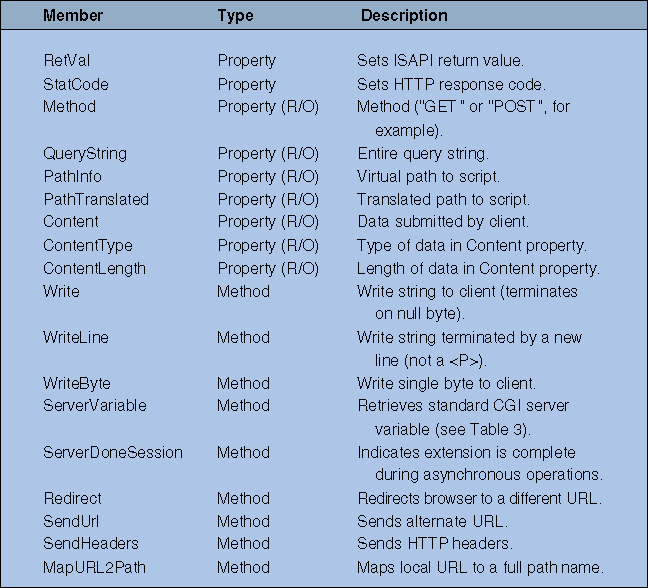 Member Type Description
RetVal Property Sets ISAPI return value.
StatCode Property Sets HTTP response code.
Method Property (R/O) Method ("GET" or "POST", for
example).
QueryString Property (R/O) Entire query string.
PathInfo Property (R/O) Virtual path to script.
PathTranslated Property (R/O) Translated path to script.
Content Property (R/O) Data submitted by client.
ContentType Property (R/O) Type of data in Content property.
ContentLength Property (R/O) Length of data in Content property.
Write Method Write string to client (terminates
on null byte).
WriteLine Method Write string terminated by a new
line (not a <P>).
WriteByte Method Write single byte to client.
ServerVariable Method Retrieves standard CGI server
variable (see Table 3).
ServerDoneSession Method Indicates extension is complete
during asynchronous operations.
Redirect Method Redirects browser to a different URL.
SendUrl Method Sends alternate URL.
SendHeaders Method Sends HTTP headers.
MapURL2Path Method Maps local URL to a full path name.